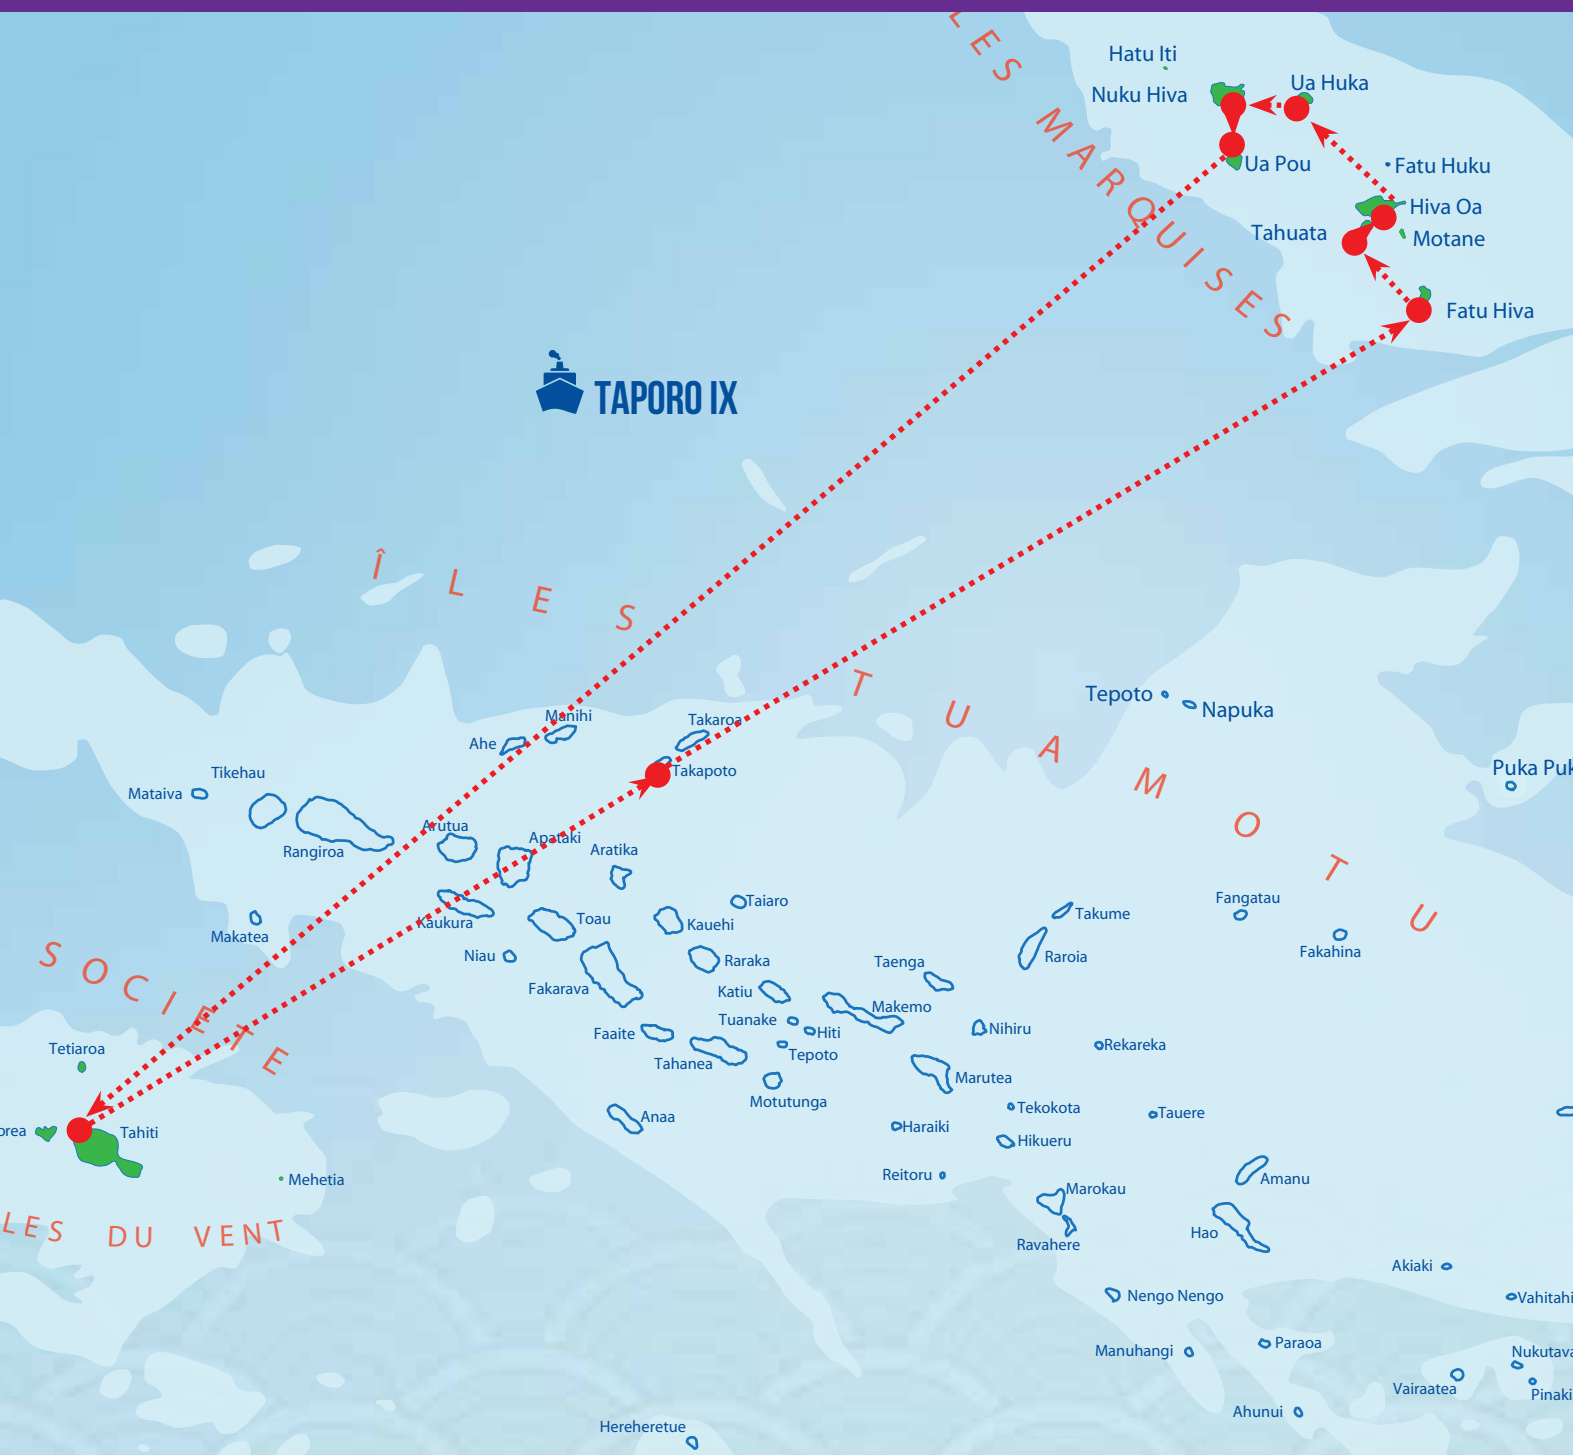 LES MARQUISES
Hatu Iti
Nuku Hiva
Ua Huka
Ua Pou
Fatu Huku
Hiva Oa
Tahuata
Motane
Fatu Hiva
TAPORO IX
ÎLES TUAMOTU
Tepoto
Napuka
Manihi
Takaroa
Ahe
Takapoto
Puka Puk
Tikehau
Mataiva
Rangiroa
Arutua
Apataki
Aratika
Kaukura
Toau
Taiaro
Kauehi
Takume
Fangatau
Makatea
Niau
Raraka
Taenga
Raroia
Fakahina
SOCIETE
Fakarava
Katiu
Makemo
Tuanake
Hiti
Nihiru
Faaite
Tahanea
Tepoto
Rekareka
Tetiaroa
Marutea
Motutunga
Tekokota
Tauere
Anaa
Haraiki
Hikueru
orea
Tahiti
Mehetia
Reitoru
Marokau
Amanu
LES DU VENT
Ravahere
Hao
Akiaki
Nengo Nengo
Vahitahi
Manuhangi
Paraoa
Nukutava
Vairaatea
Pinaki
Ahunui
Hereheretue